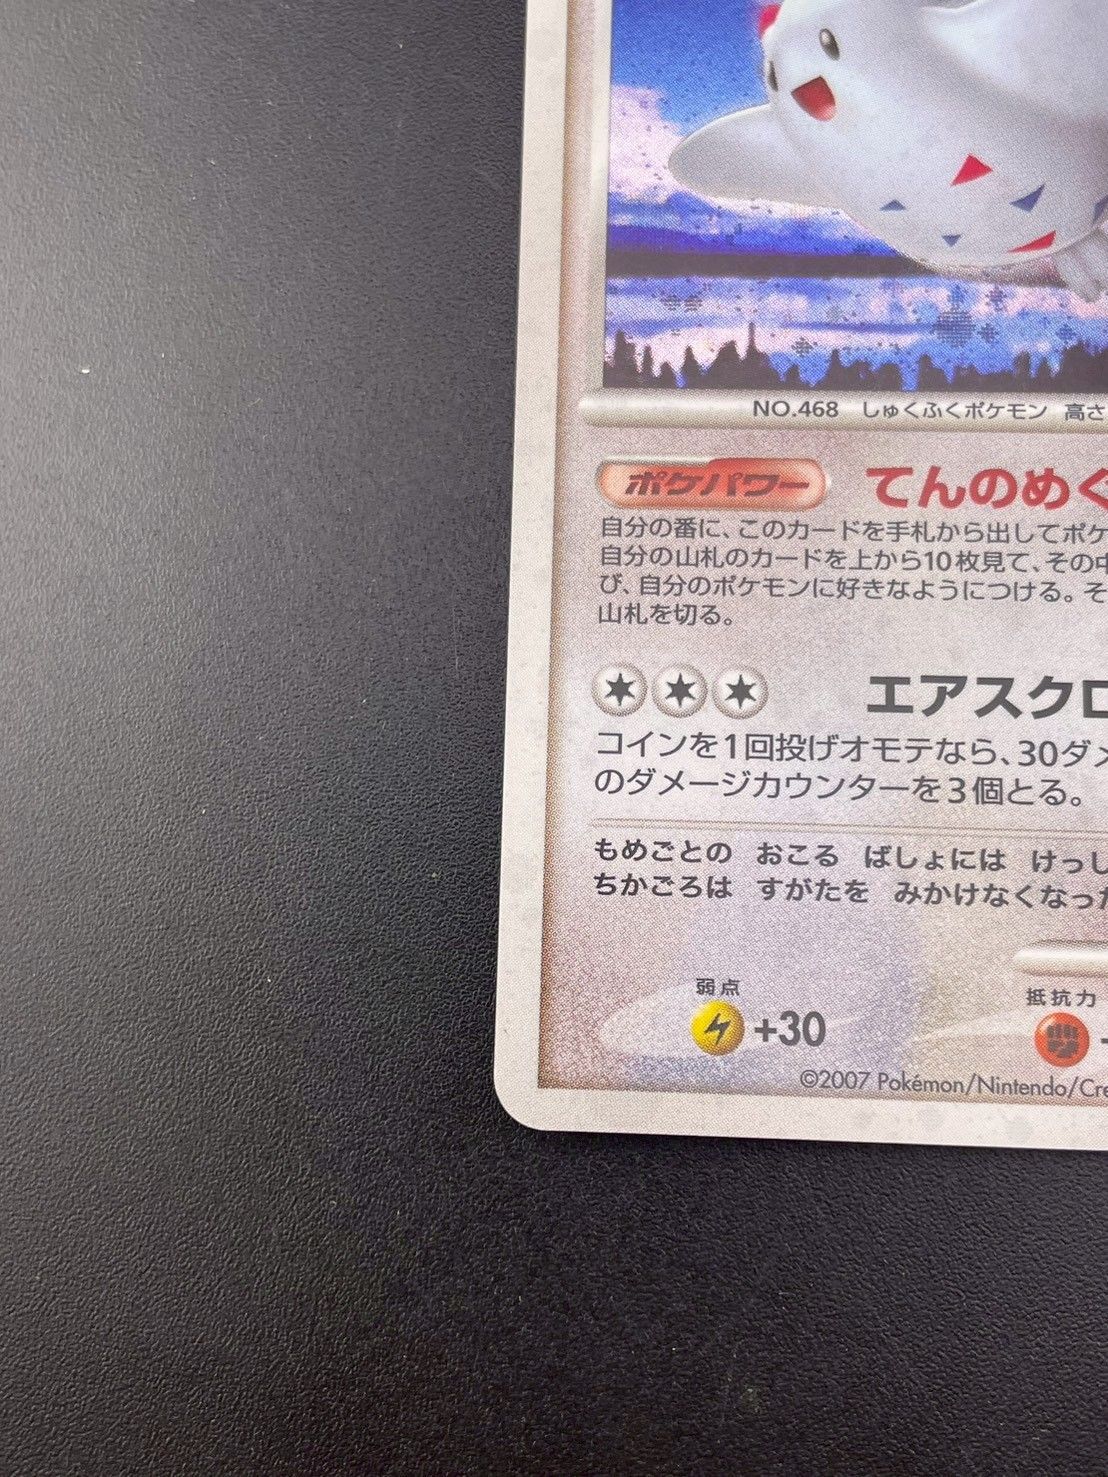 NO.468 しゅくふくポケモン 高さ
ポケパワー てんのめぐ
自分の番に、このカードを手札から出してポケ
自分の山札のカードを上から10枚見て、その中
び、自分のポケモンに好きなようにつける。そ
山札を切る。
エアスクロ
コインを1回投げオモテなら、30ダメ
のダメージカウンターを3個とる。
もめごとの おこる ばしょには けっし
ちかごろは すがたを みかけなくなった
弱点 抵抗力
+30 -
©2007 Pokémon/Nintendo/Cre